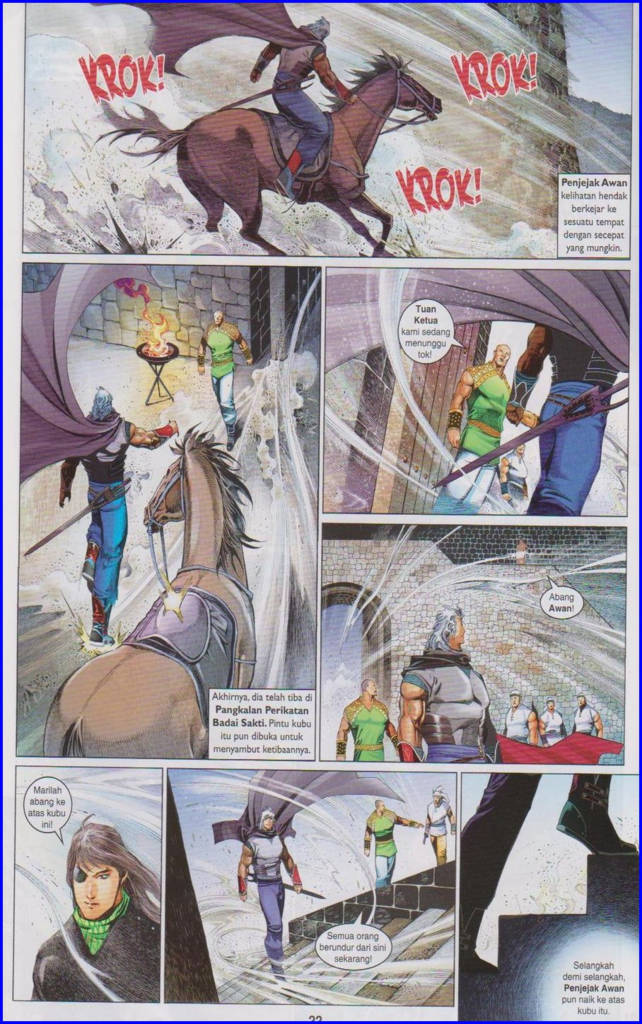 KROK!
KROK!
KROK!
Penjejak Awan
kelihatan hendak
berkejar ke
sesuatu tempat
dengan secepat
yang mungkin.
Akhirnya, dia telah tiba di
Pangkalan Perikatan
Badai Sakti. Pintu kubu
itu pun dibuka untuk
menyambut ketibaannya.
Tuan
Ketua
kami sedang
menunggu
tok!
Abang
Awan!
Marilah
abang ke
atas kubu
ini!
Semua orang
berundur dari sini
sekarang!
Selangkah
demi selangkah,
Penjejak Awan
pun naik ke atas
kubu itu.